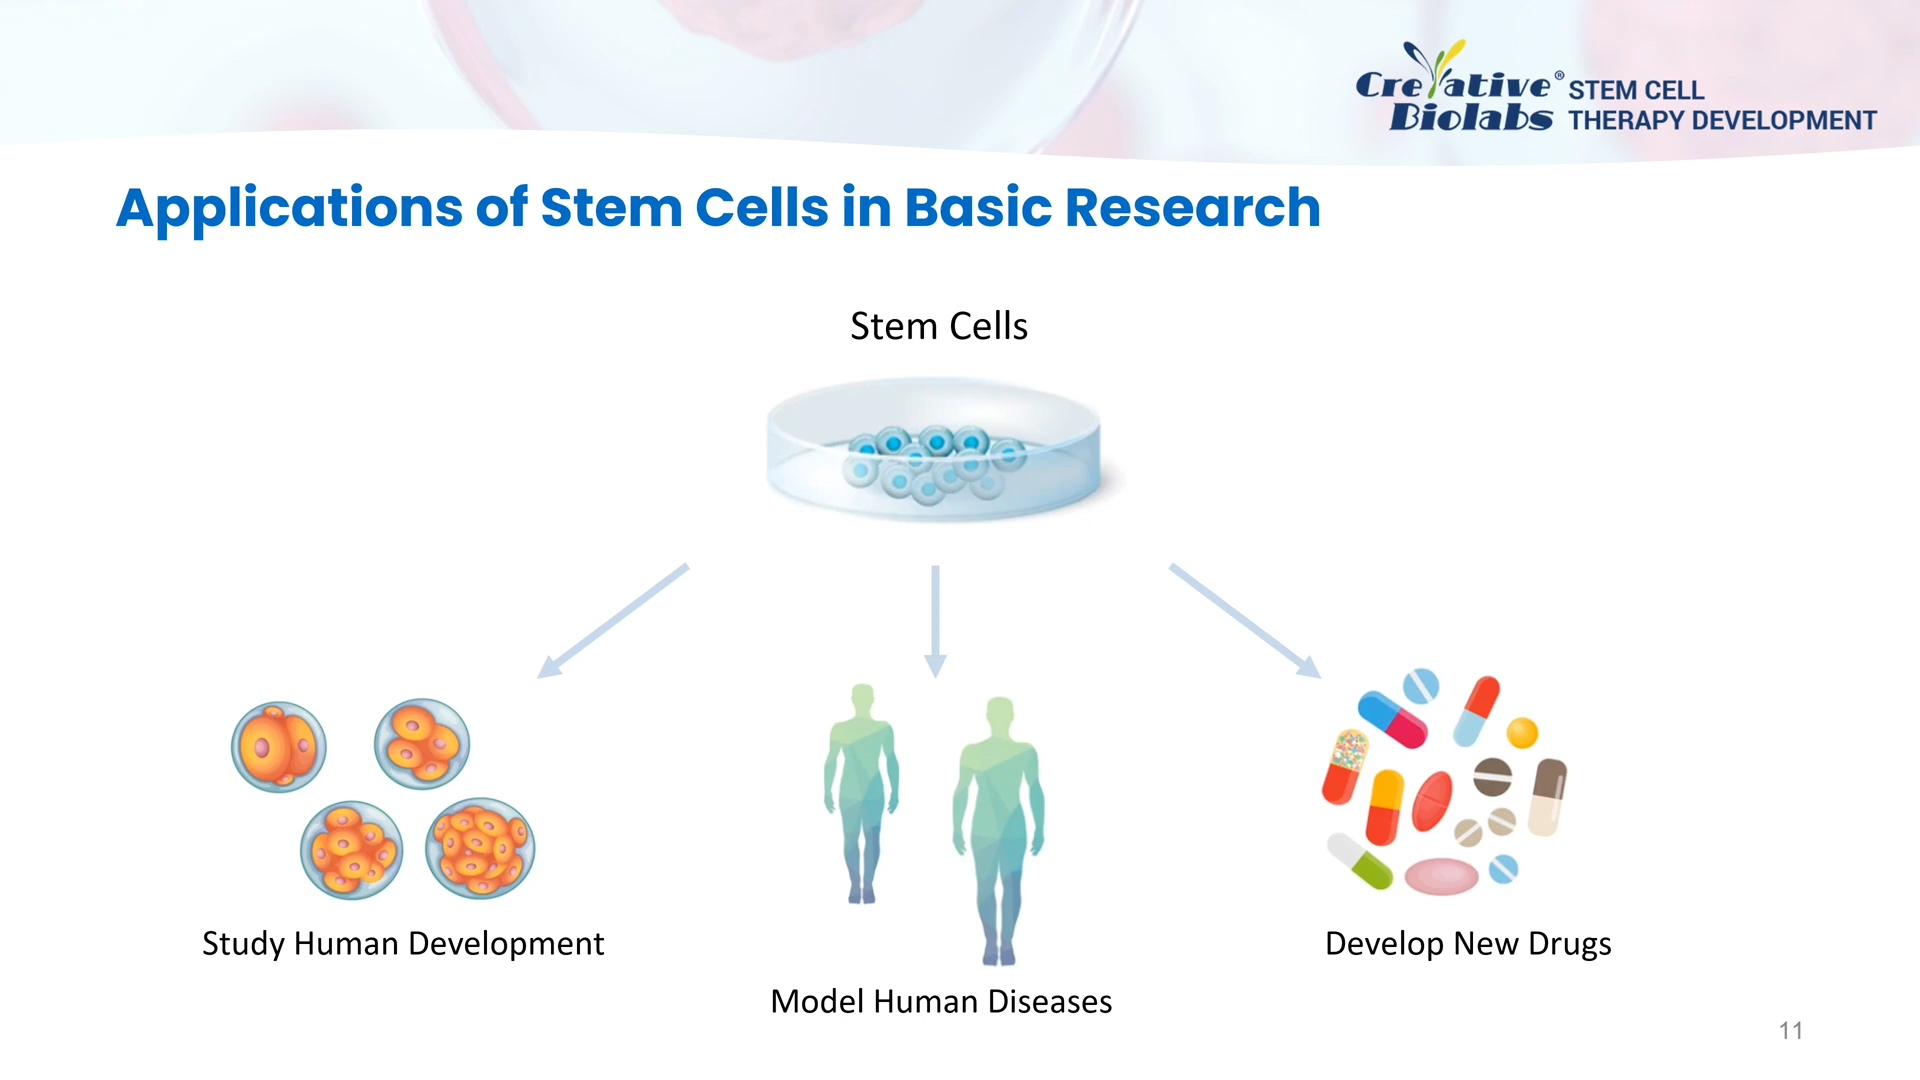 Creative® STEM CELL
Biolabs THERAPY DEVELOPMENT
Applications of Stem Cells in Basic Research
Stem Cells
Study Human Development
Model Human Diseases
Develop New Drugs
11